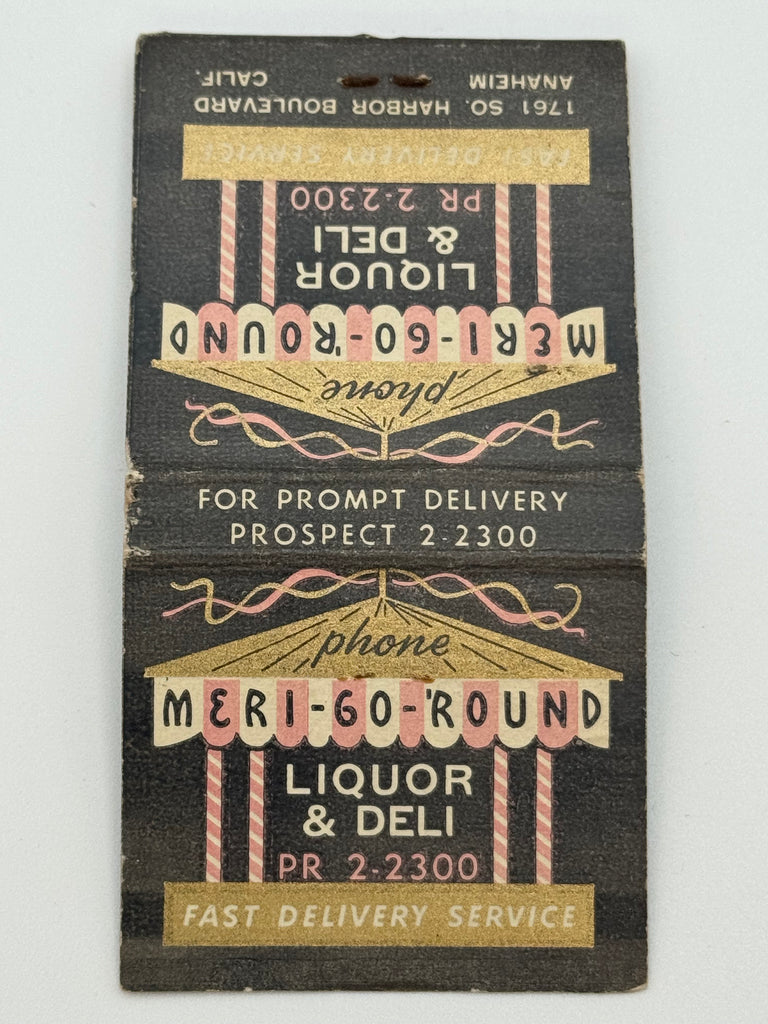 1761 SO. HARBOR BOULEVARD
ANAHEIM CALIF.
FAST DELIVERY SERVICE
PR 2-2300
LIQUOR
& DELI
MERI-GO-'ROUND
phone
FOR PROMPT DELIVERY
PROSPECT 2-2300
phone
MERI-GO-'ROUND
LIQUOR
& DELI
PR 2-2300
FAST DELIVERY SERVICE